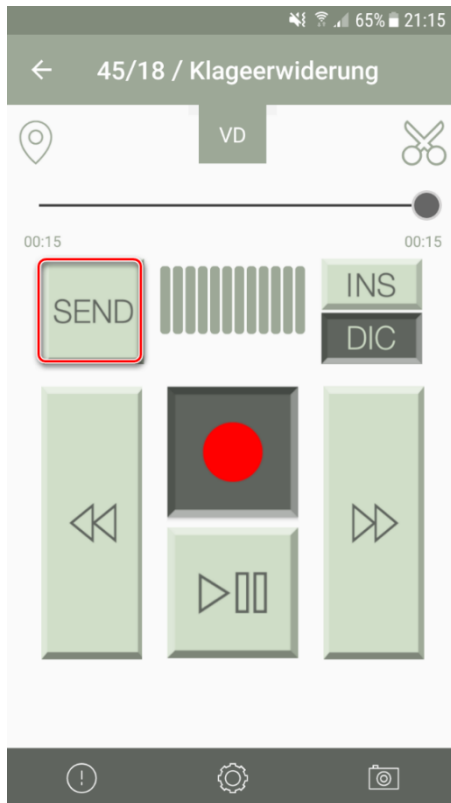 65% 21:15
45/18 / Klageerwiderung
VD
00:15 00:15
SEND
INS
DIC